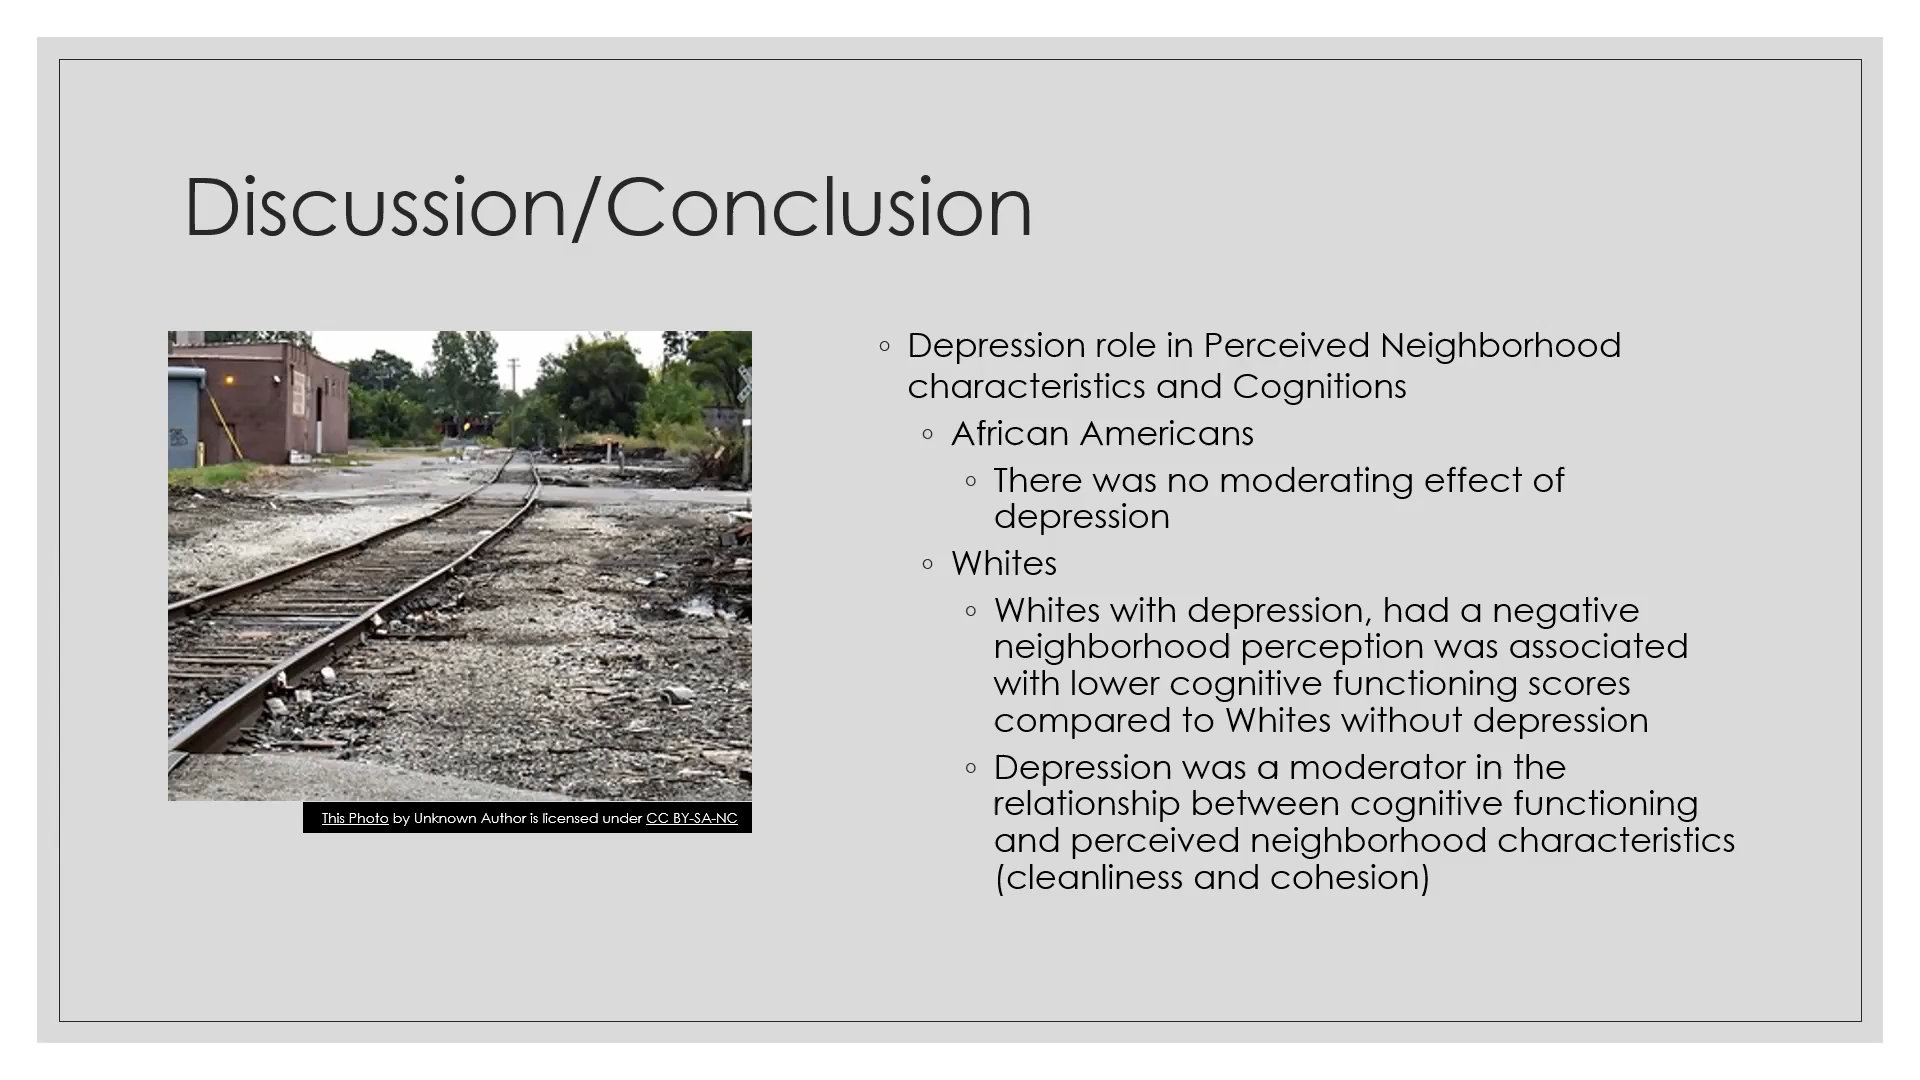 Discussion/Conclusion
◦ Depression role in Perceived Neighborhood
characteristics and Cognitions
◦ African Americans
◦ There was no moderating effect of
depression
◦ Whites
◦ Whites with depression, had a negative
neighborhood perception was associated
with lower cognitive functioning scores
compared to Whites without depression
◦ Depression was a moderator in the
relationship between cognitive functioning
and perceived neighborhood characteristics
(cleanliness and cohesion)
This Photo by Unknown Author is licensed under CC BY-SA-NC